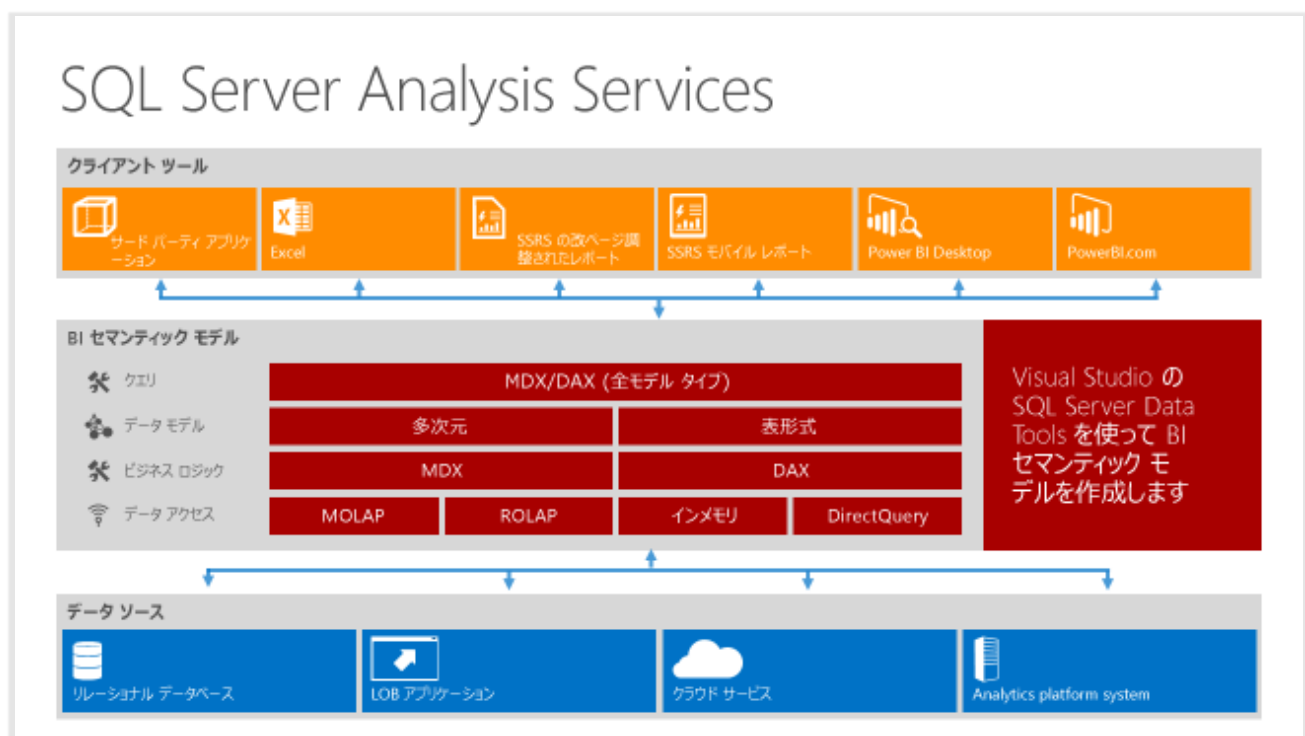 SQL Server Analysis Services
クライアント ツール
サード パーティ アプリケ
ーション
Excel
SSRS の改ページ調
整されたレポート
SSRS モバイル レポート
Power BI Desktop
PowerBI.com
BI セマンティック モデル
クエリ
MDX/DAX (全モデル タイプ)
データ モデル
多次元
表形式
ビジネス ロジック
MDX
DAX
データ アクセス
MOLAP
ROLAP
インメモリ
DirectQuery
Visual Studio の
SQL Server Data
Tools を使って BI
セマンティック モ
デルを作成します
データ ソース
リレーショナル データベース
LOB アプリケーション
クラウド サービス
Analytics platform system